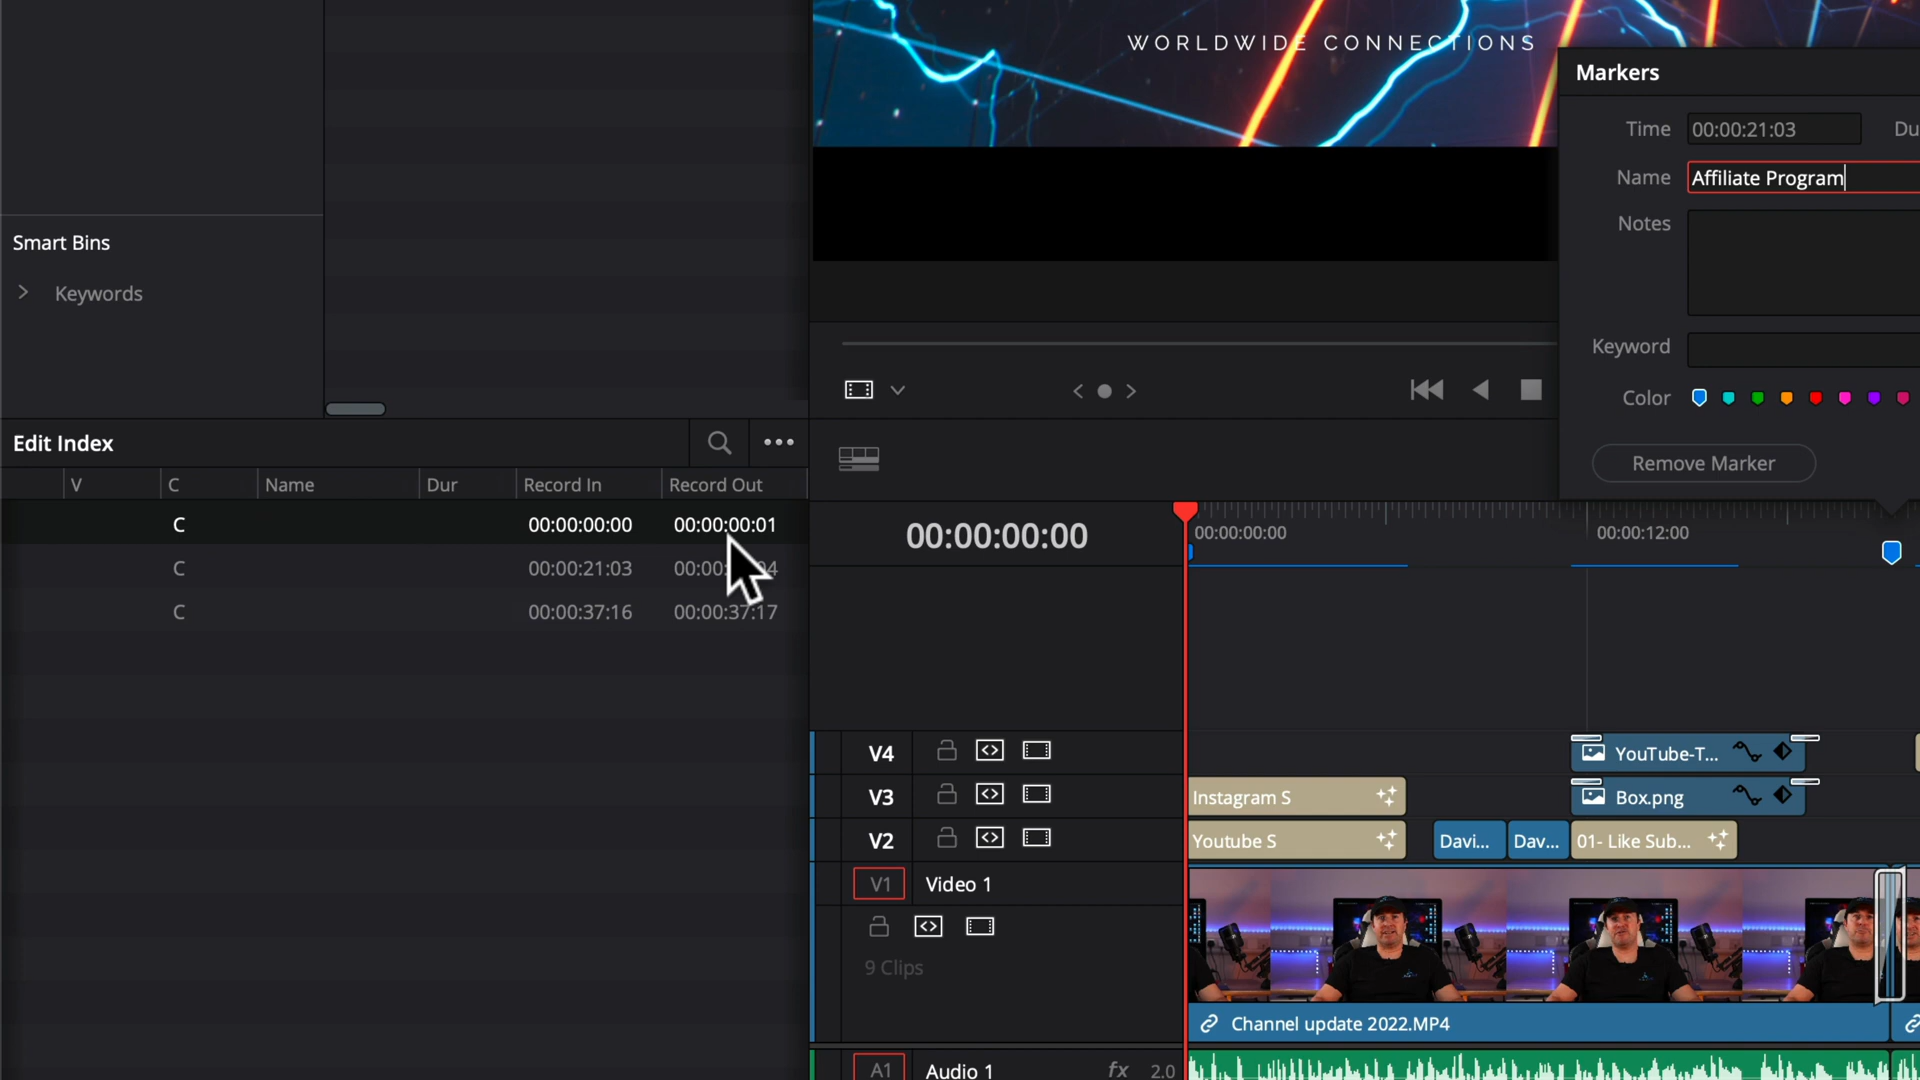 WORLDWIDE CONNECTIONS
Markers
Time 00:00:21:03 Du
Name Affiliate Program
Notes
Keyword
Color
Remove Marker
Smart Bins
Keywords
Edit Index
V C Name Dur Record In Record Out
C 00:00:00:00 00:00:00:01
C 00:00:21:03
C 00:00:37:16 00:00:37:17
00:00:00:00
00:00:00:00 00:00:12:00
V4 YouTube-T...
V3 Instagram S Box.png
V2 Youtube S Davi... Dav... 01- Like Sub...
V1 Video 1
9 Clips
Channel update 2022.MP4
A1 Audio 1 fx 2.0